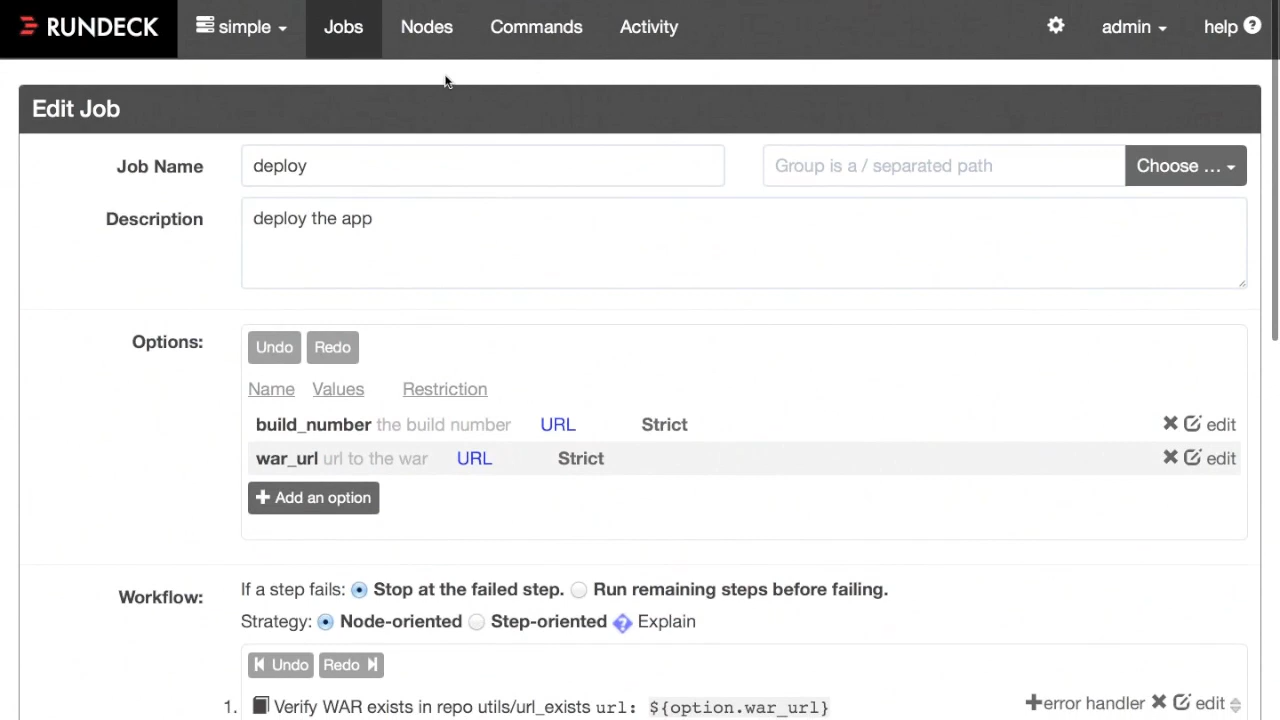 RUNDECK simple Jobs Nodes Commands Activity admin help ?
Edit Job
Job Name deploy Group is a / separated path Choose ...
Description deploy the app
Options: Undo Redo
Name Values Restriction
build_number the build number URL Strict edit
war_url url to the war URL Strict edit
+ Add an option
Workflow: If a step fails: Stop at the failed step. Run remaining steps before failing.
Strategy: Node-oriented Step-oriented ? Explain
Undo Redo
1. Verify WAR exists in repo utils/url_exists url: ${option.war_url} +error handler edit